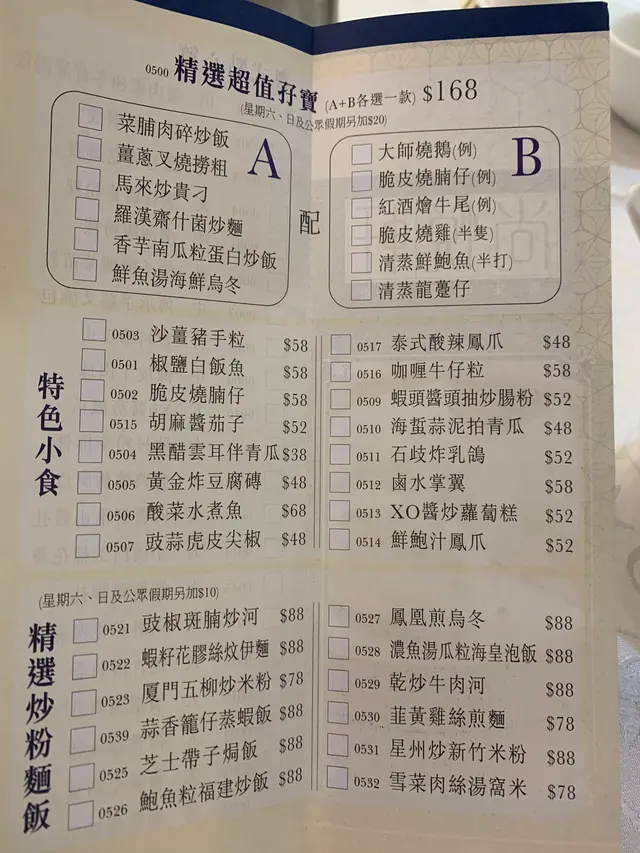 0500 精選超值孖寶 (A+B各選一款) $168
(星期六、日及公眾假期另加$20)
A
菜脯肉碎炒飯
薑蔥叉燒撈粗
馬來炒貴刁
羅漢齋什菌炒麵
香芋南瓜粒蛋白炒飯
鮮魚湯海鮮烏冬
配
B
大師燒鵝(例)
脆皮燒腩仔(例)
紅酒燴牛尾(例)
脆皮燒雞(半隻)
清蒸鮮鮑魚(半打)
清蒸龍躉仔
特色小食
0503 沙薑豬手粒 $58
0501 椒鹽白飯魚 $58
0502 脆皮燒腩仔 $58
0515 胡麻醬茄子 $52
0504 黑醋雲耳伴青瓜 $38
0505 黃金炸豆腐磚 $48
0506 酸菜水煮魚 $68
0507 豉蒜虎皮尖椒 $48
0517 泰式酸辣鳳爪 $48
0516 咖喱牛仔粒 $58
0509 蝦頭醬頭抽炒腸粉 $52
0510 海蜇蒜泥拍青瓜 $48
0511 石歧炸乳鴿 $52
0512 鹵水掌翼 $58
0513 XO醬炒蘿蔔糕 $52
0514 鮮鮑汁鳳爪 $52
(星期六、日及公眾假期另加$10)
精選炒粉麵飯
0521 豉椒斑腩炒河 $88
0522 蝦籽花膠絲炆伊麵 $88
0523 厦門五柳炒米粉 $78
0539 蒜香籠仔蒸蝦飯 $88
0525 芝士帶子焗飯 $88
0526 鮑魚粒福建炒飯 $88
0527 鳳凰煎烏冬 $88
0528 濃魚湯瓜粒海皇泡飯 $88
0529 乾炒牛肉河 $88
0530 韮黃雞絲煎麵 $78
0531 星州炒新竹米粉 $88
0532 雪菜肉絲湯窩米 $78